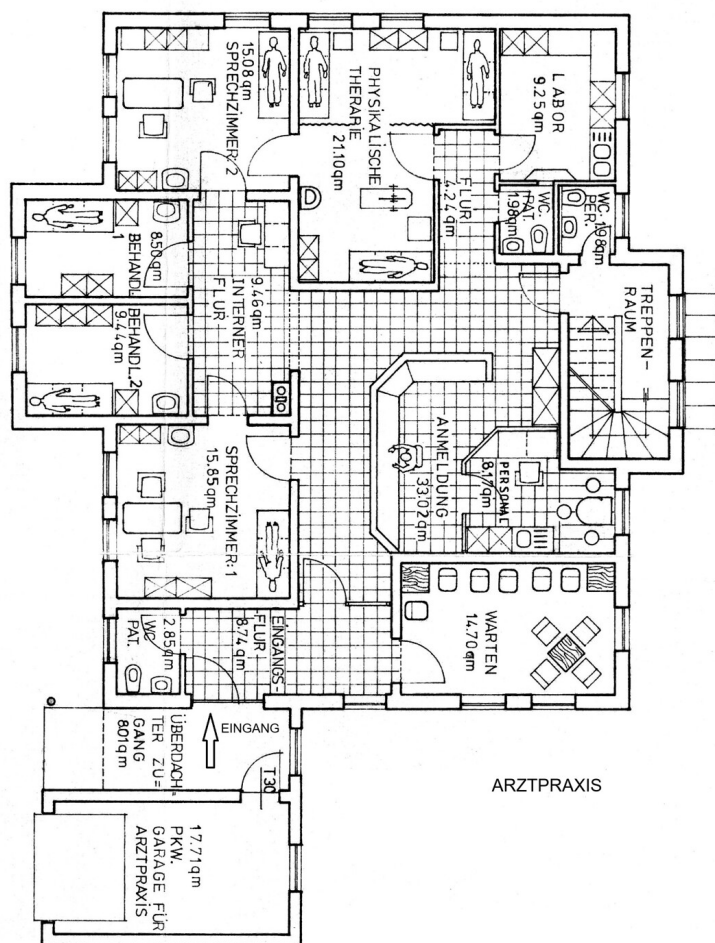 15.08qm
SPRECHZIMMER:2
PHYSIKALISCHE
THERARIE
21.10qm
LABOR
9.25qm
FLUR
4.24qm
WC.
PAT.
1.98qm
WC.
PER.
1.98qm
8.50qm
BEHANDL.
1
9.46qm
INTERNER
FLUR
TREPPEN-
RAUM
BEHANDL.2
9.44qm
ANMELDUNG
33.02qm
PERSONAL
8.17qm
SPRECHZIMMER:1
15.85qm
WC
PAT.
2.85qm
EINGANGS-
FLUR
8.74qm
WARTEN
14.70qm
EINGANG
ÜBERDACH=
TER ZU=
GANG
8.01qm
T30
ARZTPRAXIS
17.71qm
PKW.
GARAGE FÜR
ARZTPRAXIS